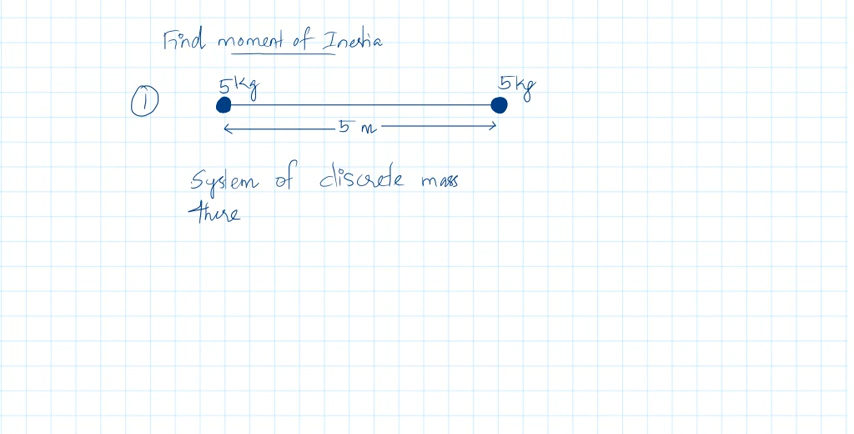 Find moment of Inertia
① 5kg 5kg
5 m
System of discrete mass
there